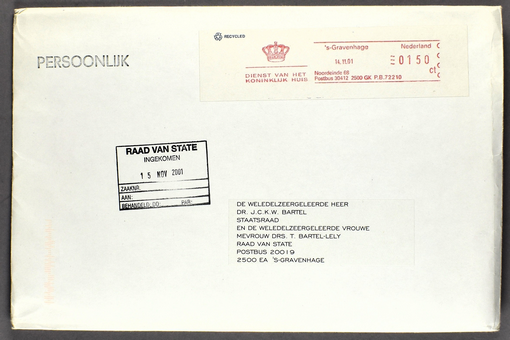 RECYCLED
PERSOONLIJK
's-Gravenhage Nederland
14.11.01
0150
ct
DIENST VAN HET
KONINKLIJK HUIS
Noordeinde 68
Postbus 30412 2500 GK P.B.72210
RAAD VAN STATE
INGEKOMEN
15 NOV 2001
ZAAKNR.
AAN:
BEHANDELD DD PAR:
DE WELEDELZEERGELEERDE HEER
DR. J.C.K.W. BARTEL
STAATSRAAD
EN DE WELEDELZEERGELEERDE VROUWE
MEVROUW DRS. T. BARTEL-LELY
RAAD VAN STATE
POSTBUS 20019
2500 EA 'S-GRAVENHAGE